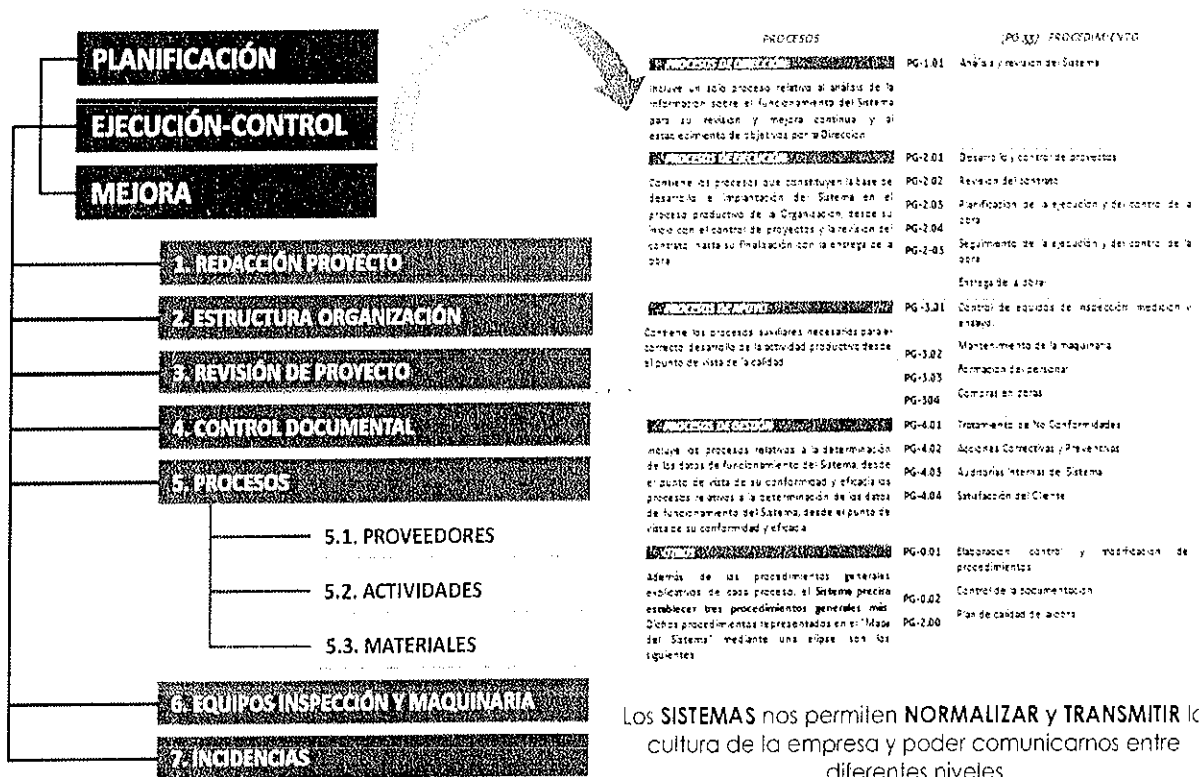 PLANIFICACIÓN
EJECUCIÓN-CONTROL
MEJORA
1. REDACCIÓN PROYECTO
2. ESTRUCTURA ORGANIZACIÓN
3. REVISIÓN DE PROYECTO
4. CONTROL DOCUMENTAL
5. PROCESOS
5.1. PROVEEDORES
5.2. ACTIVIDADES
5.3. MATERIALES
6. EQUIPOS INSPECCIÓN Y MAQUINARIA
7. INCIDENCIAS
PROCESOS
PROCEDIMIENTO
PROCESOS DE DIRECCIÓN
PG-1.01 Análisis y revisión del Sistema
Incluye un solo proceso relativo al análisis de la
información sobre el funcionamiento del Sistema
para su revisión y mejora continua y al
establecimiento de objetivos por la Dirección
PROCESOS DE EJECUCIÓN
Contiene los procesos que constituyen la base de
desarrollo e implantación del Sistema en el
proceso productivo de la Organización, desde su
inicio con el control de proyectos y la revisión del
contrato, hasta su finalización con la entrega de la
obra
PG-2.01 Desarrollo y control de proyectos
PG-2.02 Revisión del contrato
PG-2.03 Planificación de la ejecución y del control de la
obra
PG-2.04
PG-2-05 Seguimiento de la ejecución y del control de la
obra
Entrega de la obra
PROCESOS DE APOYO
Contiene los procesos auxiliares necesarios para el
correcto desarrollo de la actividad productiva desde
el punto de vista de la calidad
PG-3.01 Control de equipos de inspección medición y
ensayo
PG-3.02 Mantenimiento de la maquinaria
PG-3.03 Formación del personal
PG-304 Compras en obras
PROCESOS DE GESTIÓN
Incluye los procesos relativos a la determinación
de los datos de funcionamiento del Sistema, desde
el punto de vista de su conformidad y eficacia los
procesos relativos a la determinación de los datos
de funcionamiento del Sistema, desde el punto de
vista de su conformidad y eficacia
PG-4.01 Tratamiento de No Conformidades
PG-4.02 Acciones Correctivas y Preventivas
PG-4.03 Auditorías Internas del Sistema
PG-4.04 Satisfacción del Cliente
Además de los procedimientos generales
explicativos de cada proceso, el Sistema precisa
establecer tres procedimientos generales más.
Dichos procedimientos representados en el "Mapa
del Sistema" mediante una elipse son los
siguientes
PG-0.01 Elaboración control y modificación de
procedimientos
PG-0.02 Control de la documentación
PG-2.00 Plan de calidad de la obra
Los SISTEMAS nos permiten NORMALIZAR y TRANSMITIR
cultura de la empresa y poder comunicarnos entre
diferentes niveles